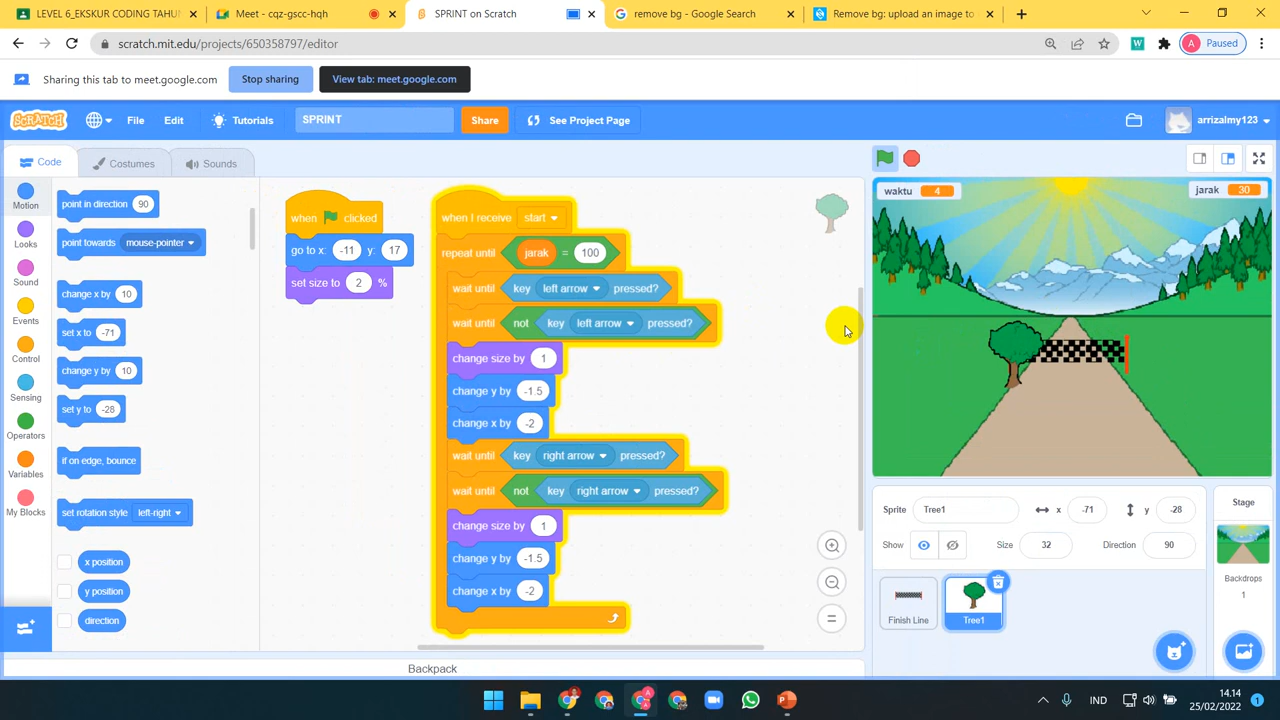 LEVEL 6_EKSKUR CODING TAHU
Meet - cqz-gscc-hqh
SPRINT on Scratch
remove bg - Google Search
Remove bg: upload an image to
scratch.mit.edu/projects/650358797/editor
A Paused
Sharing this tab to meet.google.com
Stop sharing
View tab: meet.google.com
SCRATCH
File
Edit
Tutorials
SPRINT
Share
See Project Page
arrizalmy123
Code
Costumes
Sounds
Motion
Looks
Sound
Events
Control
Sensing
Operators
Variables
My Blocks
point in direction 90
point towards mouse-pointer
change x by 10
set x to -71
change y by 10
set y to -28
if on edge, bounce
set rotation style left-right
x position
y position
direction
when clicked
go to x: -11 y: 17
set size to 2 %
when I receive start
repeat until jarak = 100
wait until key left arrow pressed?
wait until not key left arrow pressed?
change size by 1
change y by -1.5
change x by -2
wait until key right arrow pressed?
wait until not key right arrow pressed?
change size by 1
change y by -1.5
change x by -2
waktu 4
jarak 30
Sprite Tree1 x -71 y -28
Show Size 32 Direction 90
Finish Line
Tree1
Stage
Backdrops
1
Backpack
IND
14.14
25/02/2022
1